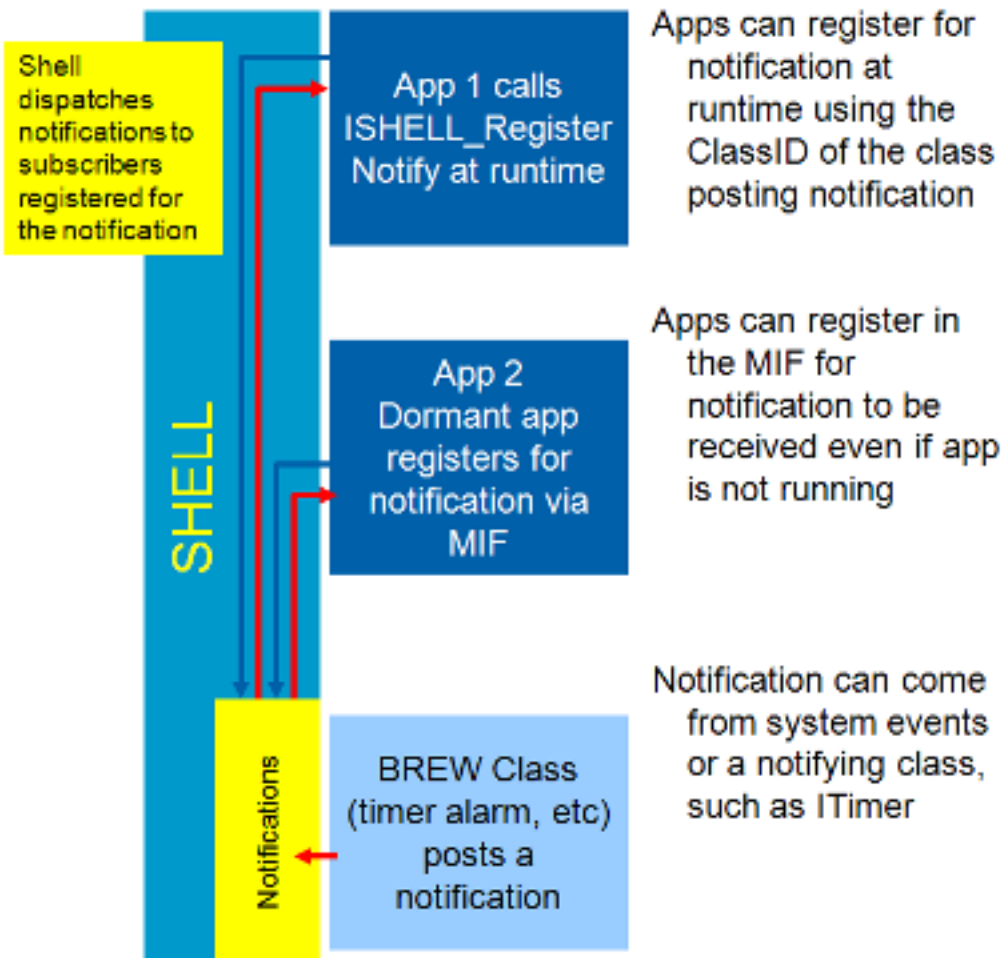 Shell
dispatches
notifications to
subscribers
registered for
the notification
SHELL
App 1 calls
ISHELL_Register
Notify at runtime
Apps can register for
notification at
runtime using the
ClassID of the class
posting notification
App 2
Dormant app
registers for
notification via
MIF
Apps can register in
the MIF for
notification to be
received even if app
is not running
Notifications
BREW Class
(timer alarm, etc)
posts a
notification
Notification can come
from system events
or a notifying class,
such as ITimer